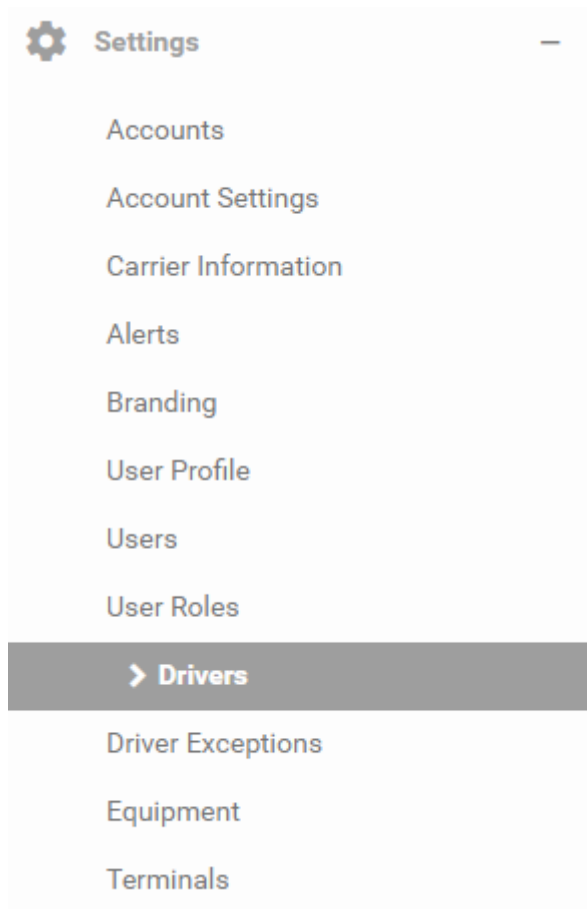 Settings
Accounts
Account Settings
Carrier Information
Alerts
Branding
User Profile
Users
User Roles
Drivers
Driver Exceptions
Equipment
Terminals